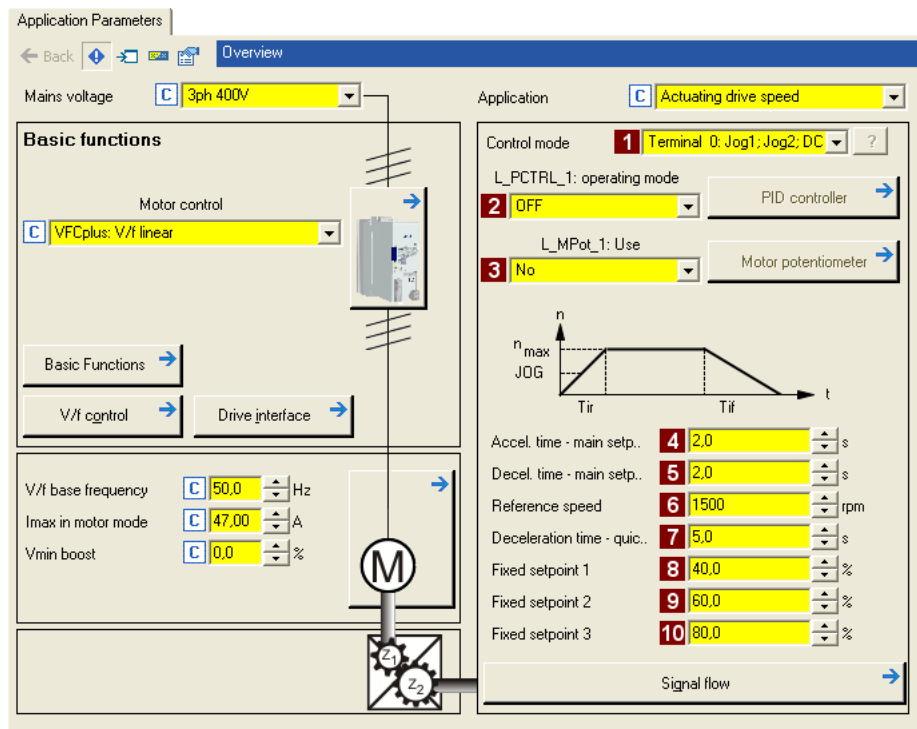 Application Parameters
Back
Overview
Mains voltage
C 3ph 400V
Application
C Actuating drive speed
Basic functions
Motor control
C VFCplus: V/f linear
Basic Functions
V/f control
Drive interface
V/f base frequency C 50,0 Hz
Imax in motor mode C 47,00 A
Vmin boost C 0,0 %
M
Z1
Z2
Control mode 1 Terminal 0: Jog1; Jog2; DC ?
L_PCTRL_1: operating mode
2 OFF
PID controller
L_MPot_1: Use
3 No
Motor potentiometer
n
n max
JOG
t
Tir
Tif
Accel. time - main setp.. 4 2,0 s
Decel. time - main setp.. 5 2,0 s
Reference speed 6 1500 rpm
Deceleration time - quic.. 7 5,0 s
Fixed setpoint 1 8 40,0 %
Fixed setpoint 2 9 60,0 %
Fixed setpoint 3 10 80,0 %
Signal flow